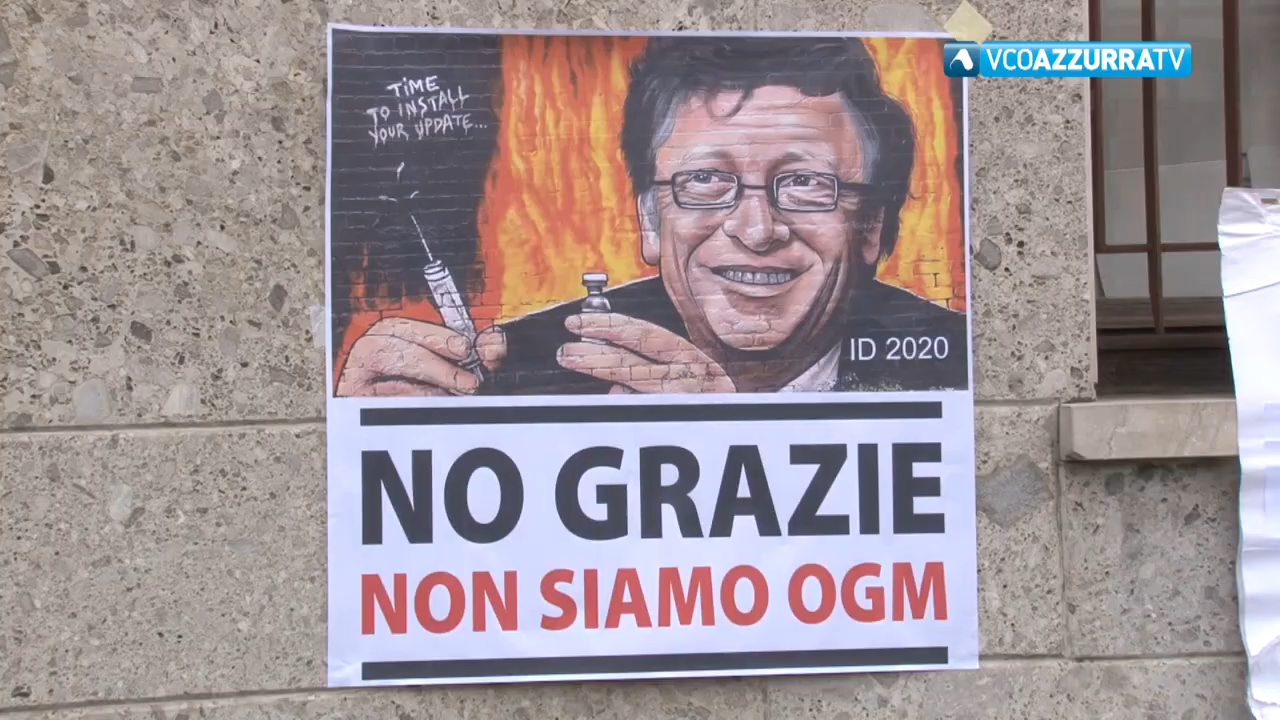 VCOAZZURRATV
TiME
TO INSTALL
YOUR UPDATE...
ID 2020
NO GRAZIE
NON SIAMO OGM